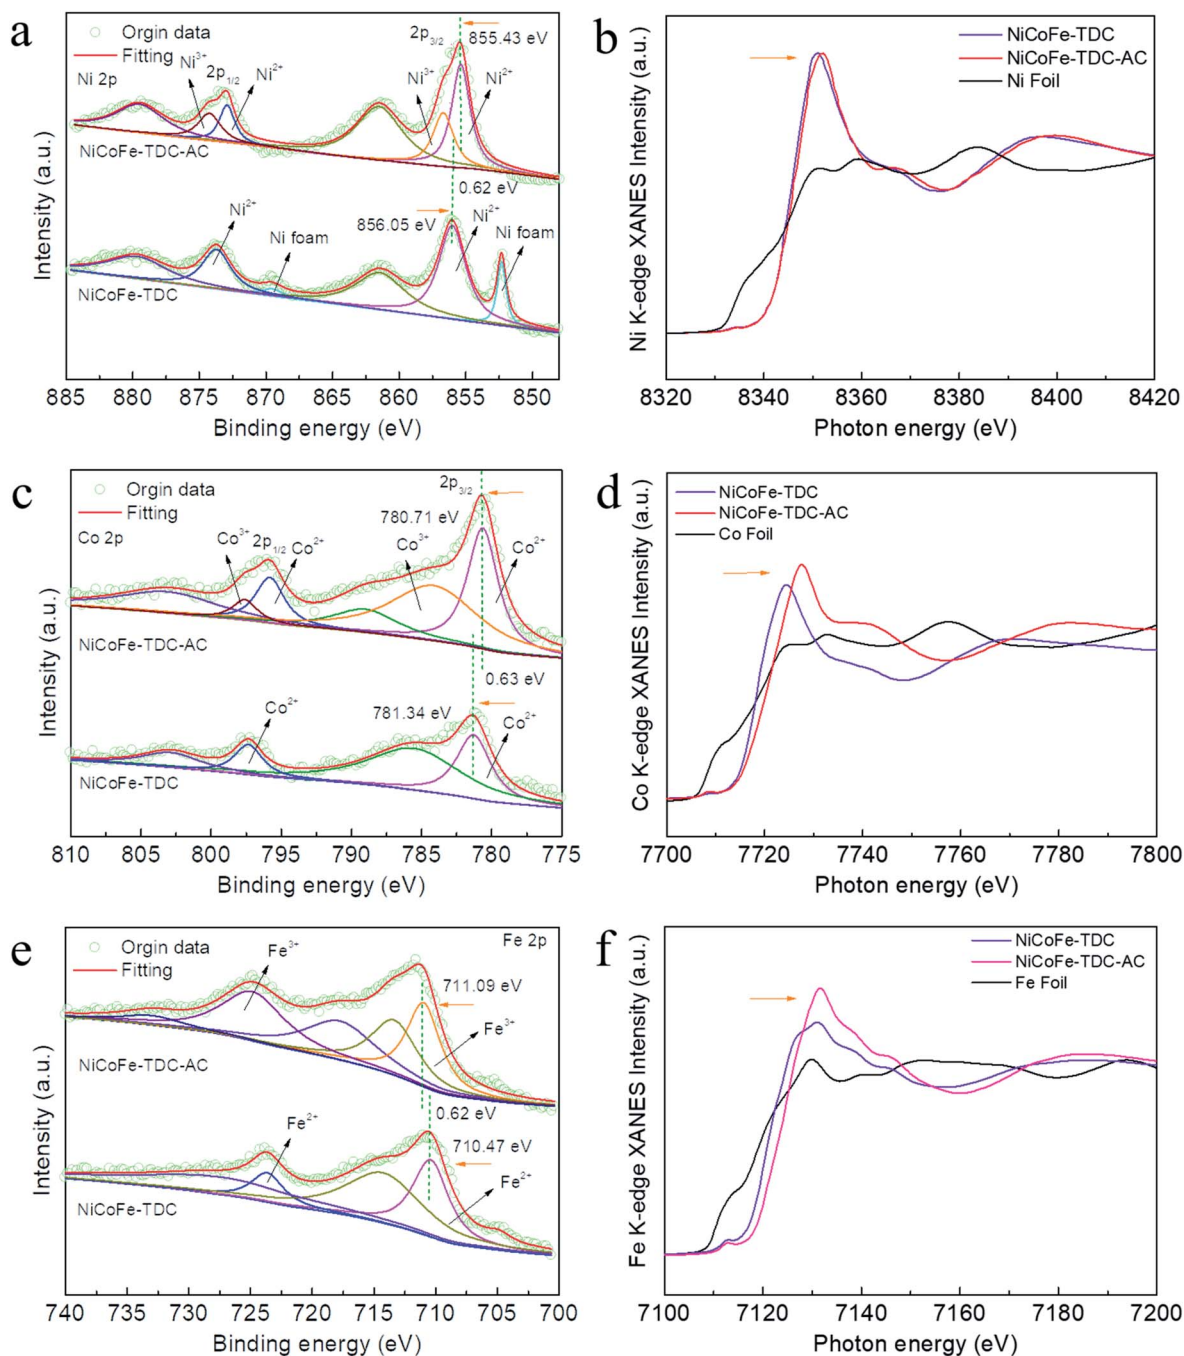 a
Orgin data
Fitting
Ni 2p
Ni³⁺
2p₁/₂
Ni²⁺
2p₃/₂
855.43 eV
Ni³⁺
Ni²⁺
NiCoFe-TDC-AC
0.62 eV
856.05 eV
Ni²⁺
Ni foam
Ni²⁺
Ni foam
NiCoFe-TDC
Intensity (a.u.)
885 880 875 870 865 860 855 850
Binding energy (eV)
b
NiCoFe-TDC
NiCoFe-TDC-AC
Ni Foil
Ni K-edge XANES Intensity (a.u.)
8320 8340 8360 8380 8400 8420
Photon energy (eV)
c
Orgin data
Fitting
Co 2p
Co³⁺
2p₁/₂
Co²⁺
2p₃/₂
780.71 eV
Co³⁺
Co²⁺
NiCoFe-TDC-AC
0.63 eV
781.34 eV
Co²⁺
Co²⁺
NiCoFe-TDC
Intensity (a.u.)
810 805 800 795 790 785 780 775
Binding energy (eV)
d
NiCoFe-TDC
NiCoFe-TDC-AC
Co Foil
Co K-edge XANES Intensity (a.u.)
7700 7720 7740 7760 7780 7800
Photon energy (eV)
e
Orgin data
Fitting
Fe 2p
Fe³⁺
711.09 eV
Fe³⁺
NiCoFe-TDC-AC
0.62 eV
710.47 eV
Fe²⁺
Fe²⁺
NiCoFe-TDC
Intensity (a.u.)
740 735 730 725 720 715 710 705 700
Binding energy (eV)
f
NiCoFe-TDC
NiCoFe-TDC-AC
Fe Foil
Fe K-edge XANES Intensity (a.u.)
7100 7120 7140 7160 7180 7200
Photon energy (eV)